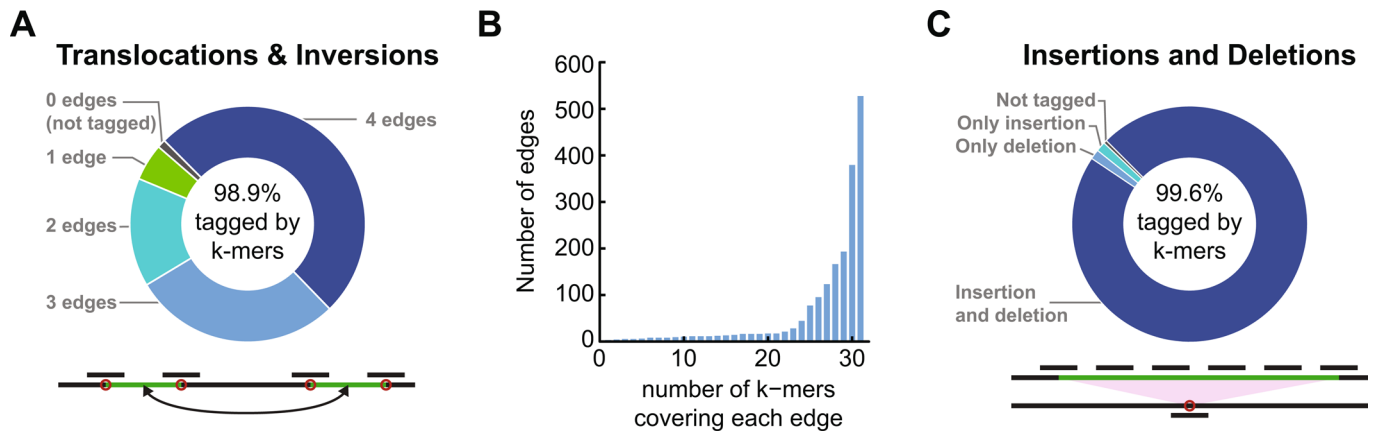 A
Translocations & Inversions
0 edges
(not tagged)
1 edge
2 edges
3 edges
4 edges
98.9%
tagged by
k-mers
B
Number of edges
600
500
400
300
200
100
0
0
10
20
30
number of k−mers
covering each edge
C
Insertions and Deletions
Not tagged
Only insertion
Only deletion
Insertion
and deletion
99.6%
tagged by
k-mers